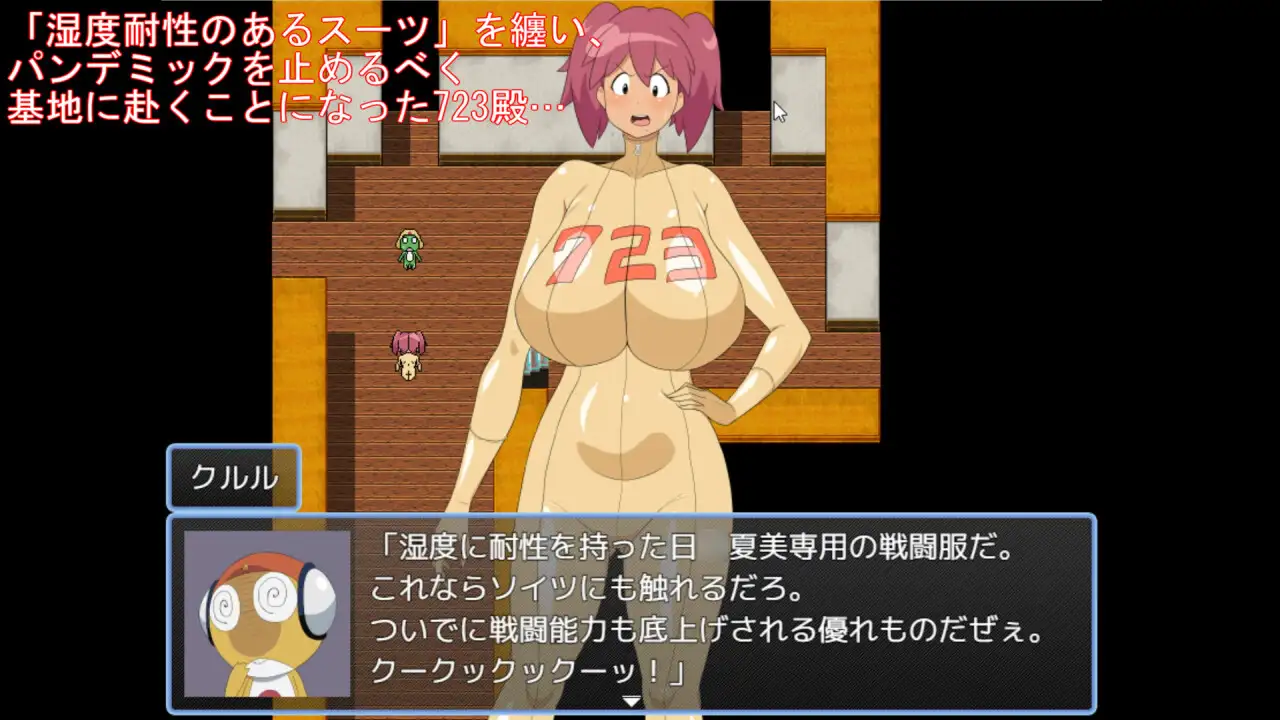 「湿度耐性のあるスーツ」を纏い、
パンデミックを止めるべく
基地に赴くことになった723殿…
723
クルル
「湿度に耐性を持った日　夏美専用の戦闘服だ。
これならソイツにも触れるだろ。
ついでに戦闘能力も底上げされる優れものだぜぇ。
クークックックーッ！」